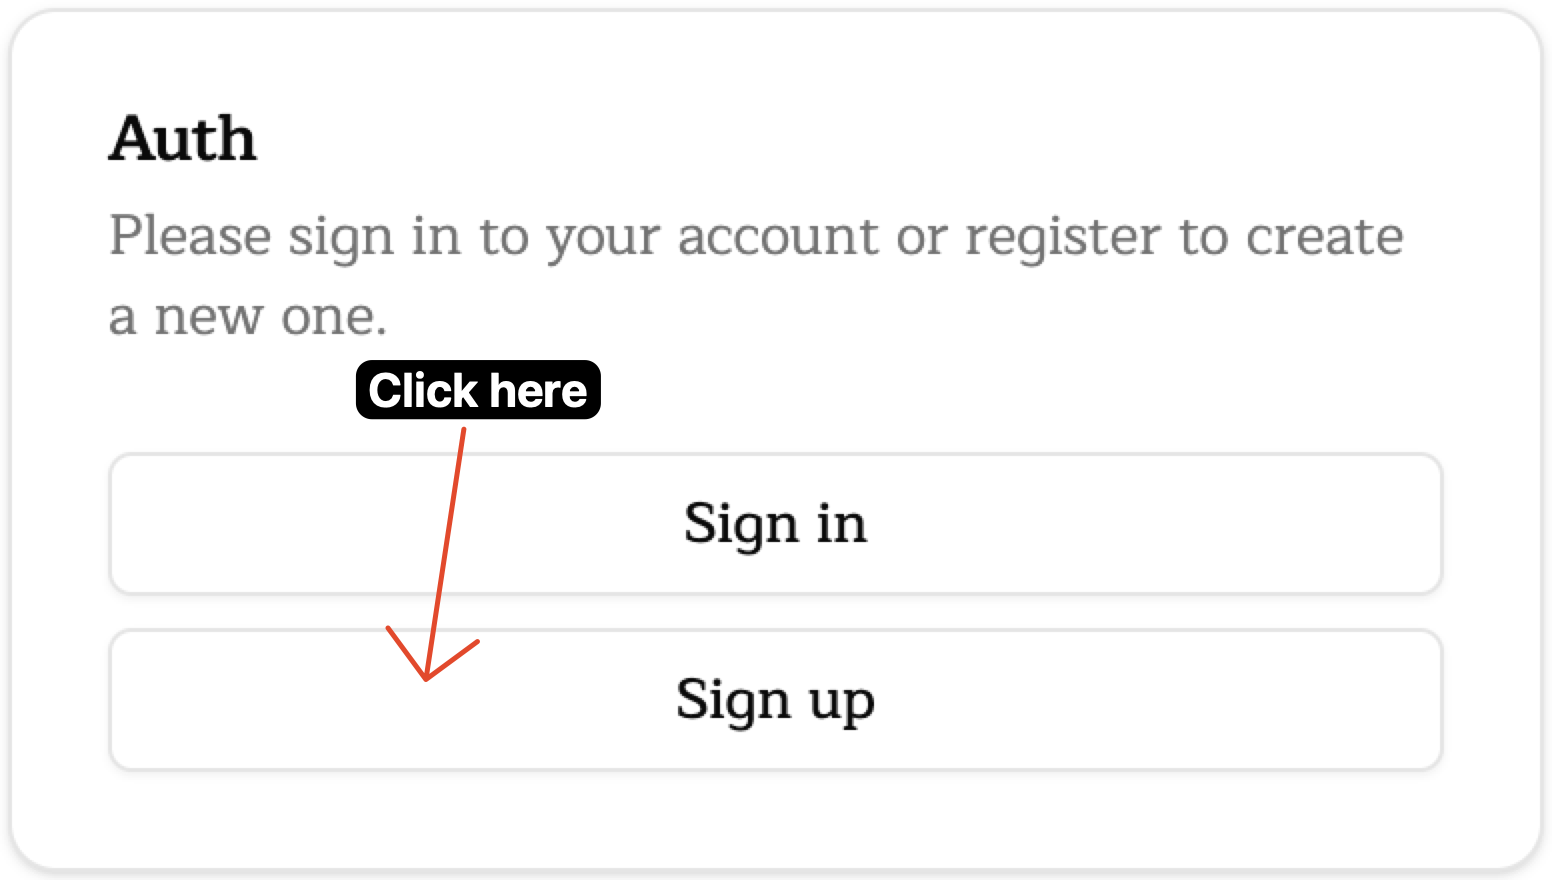 Auth
Please sign in to your account or register to create
a new one.
Click here
Sign in
Sign up